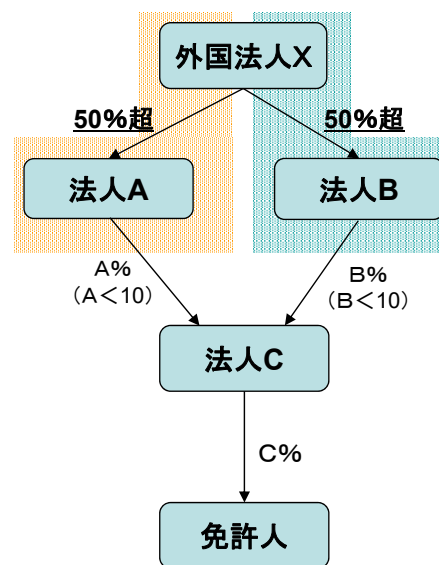 外国法人X
50%超
50%超
法人A
法人B
A%
(A<10)
B%
(B<10)
法人C
C%
免許人